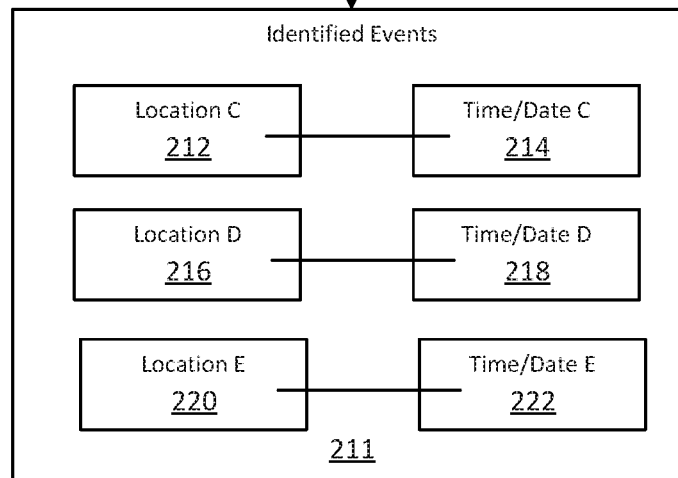 Identified Events
Location C
212
Time/Date C
214
Location D
216
Time/Date D
218
Location E
220
Time/Date E
222
211